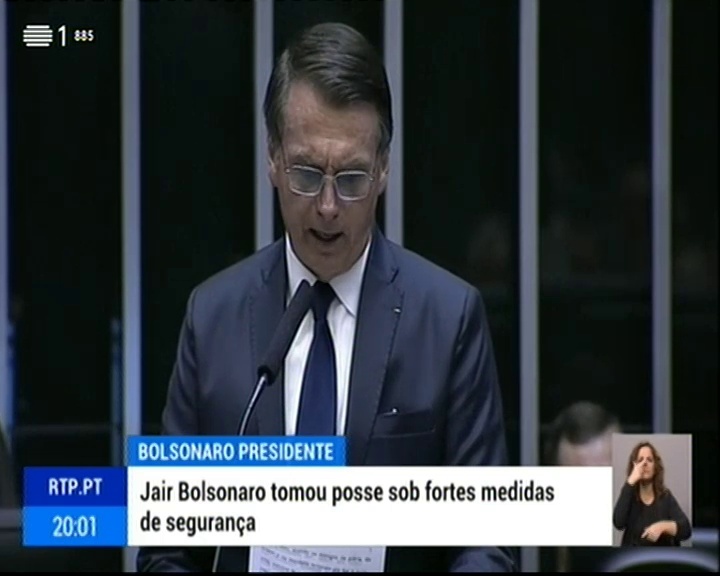 1 885
BOLSONARO PRESIDENTE
RTP.PT
Jair Bolsonaro tomou posse sob fortes medidas
de segurança
20:01